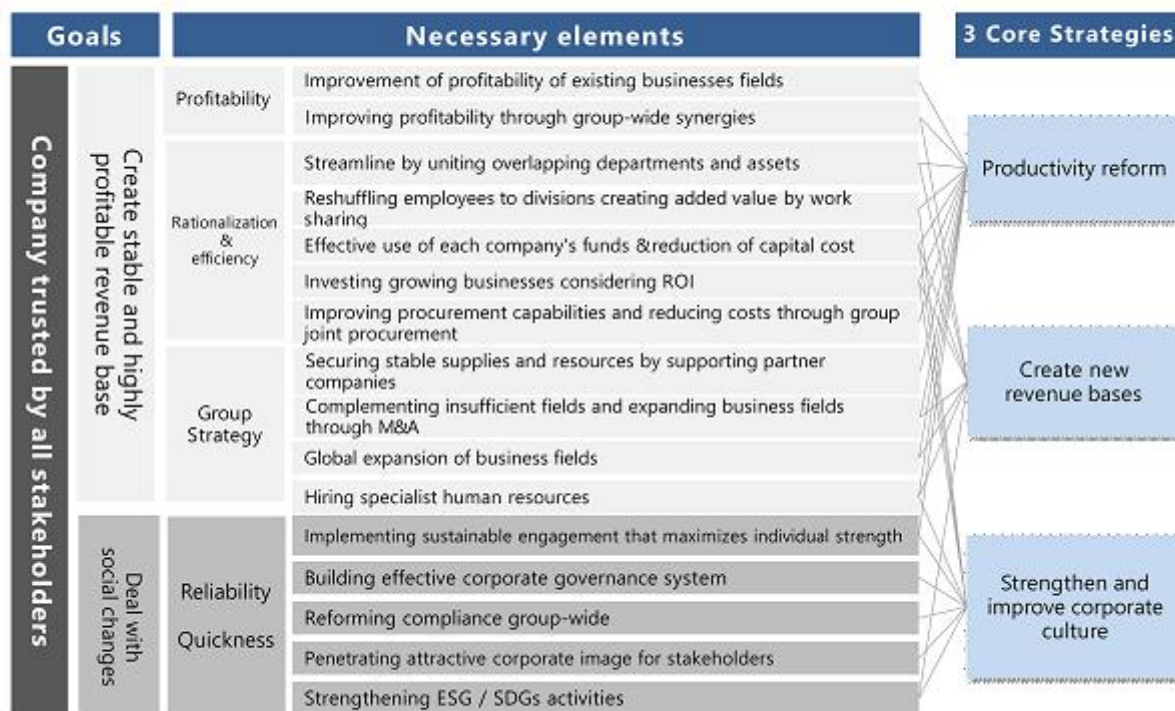 Goals
Necessary elements
3 Core Strategies
Company trusted by all stakeholders
Create stable and highly
profitable revenue base
Profitability
Improvement of profitability of existing businesses fields
Improving profitability through group-wide synergies
Rationalization
&
efficiency
Streamline by uniting overlapping departments and assets
Reshuffling employees to divisions creating added value by work
sharing
Effective use of each company's funds &reduction of capital cost
Investing growing businesses considering ROI
Improving procurement capabilities and reducing costs through group
joint procurement
Group
Strategy
Securing stable supplies and resources by supporting partner
companies
Complementing insufficient fields and expanding business fields
through M&A
Global expansion of business fields
Hiring specialist human resources
Deal with
social changes
Reliability
Quickness
Implementing sustainable engagement that maximizes individual strength
Building effective corporate governance system
Reforming compliance group-wide
Penetrating attractive corporate image for stakeholders
Strengthening ESG / SDGs activities
Productivity reform
Create new
revenue bases
Strengthen and
improve corporate
culture